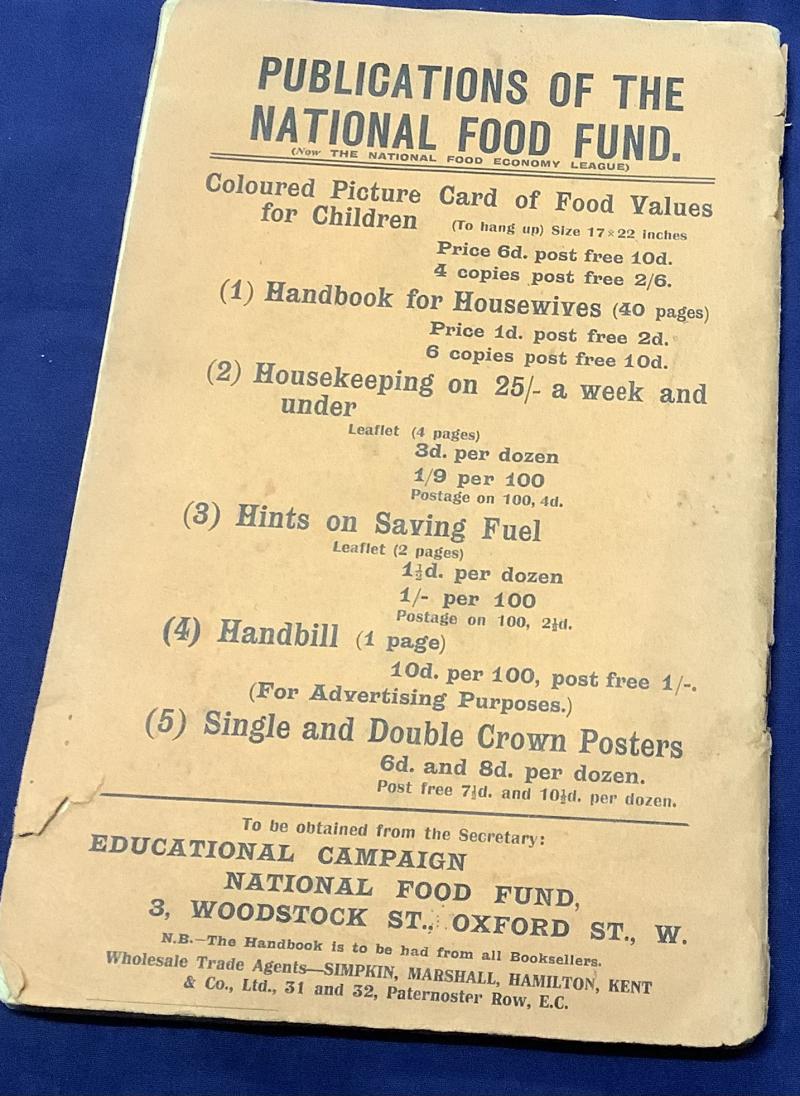 PUBLICATIONS OF THE
NATIONAL FOOD FUND.
(Now THE NATIONAL FOOD ECONOMY LEAGUE)
Coloured Picture Card of Food Values
for Children (To hang up) Size 17 × 22 inches
Price 6d. post free 10d.
4 copies post free 2/6.
(1) Handbook for Housewives (40 pages)
Price 1d. post free 2d.
6 copies post free 10d.
(2) Housekeeping on 25/- a week and
under
Leaflet (4 pages)
3d. per dozen
1/9 per 100
Postage on 100, 4d.
(3) Hints on Saving Fuel
Leaflet (2 pages)
1½d. per dozen
1/- per 100
Postage on 100, 2½d.
(4) Handbill (1 page)
10d. per 100, post free 1/-.
(For Advertising Purposes.)
(5) Single and Double Crown Posters
6d. and 8d. per dozen.
Post free 7½d. and 10½d. per dozen.
To be obtained from the Secretary:
EDUCATIONAL CAMPAIGN
NATIONAL FOOD FUND,
3, WOODSTOCK ST., OXFORD ST., W.
N.B.—The Handbook is to be had from all Booksellers.
Wholesale Trade Agents—SIMPKIN, MARSHALL, HAMILTON, KENT
& Co., Ltd., 31 and 32, Paternoster Row, E.C.